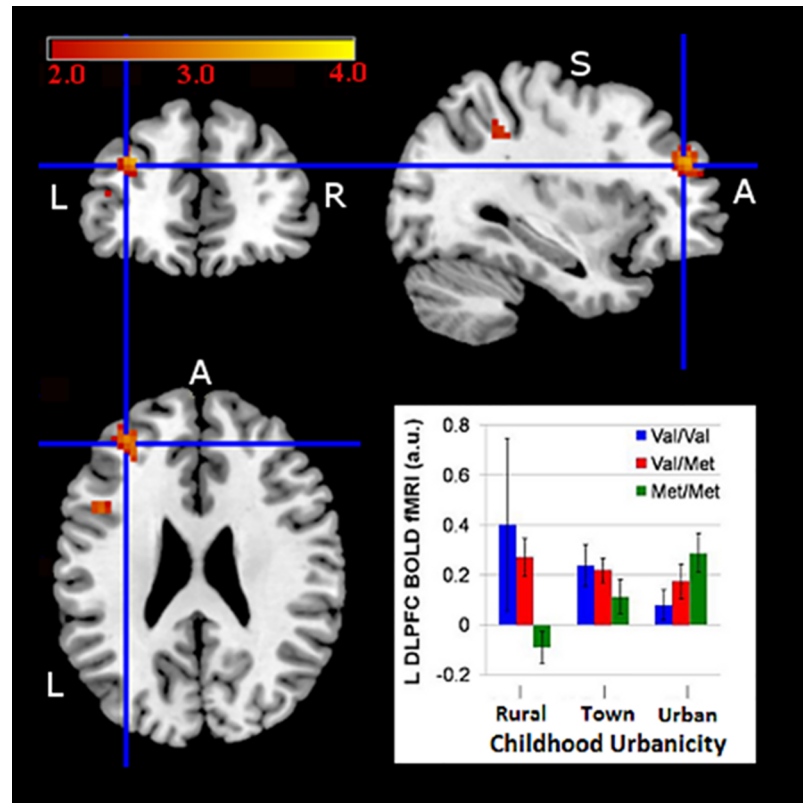 2.0 3.0 4.0
S
L R
A
A
L
L DLPFC BOLD fMRI (a.u.)
0.8
0.6
0.4
0.2
0
-0.2
Val/Val
Val/Met
Met/Met
Rural Town Urban
Childhood Urbanicity